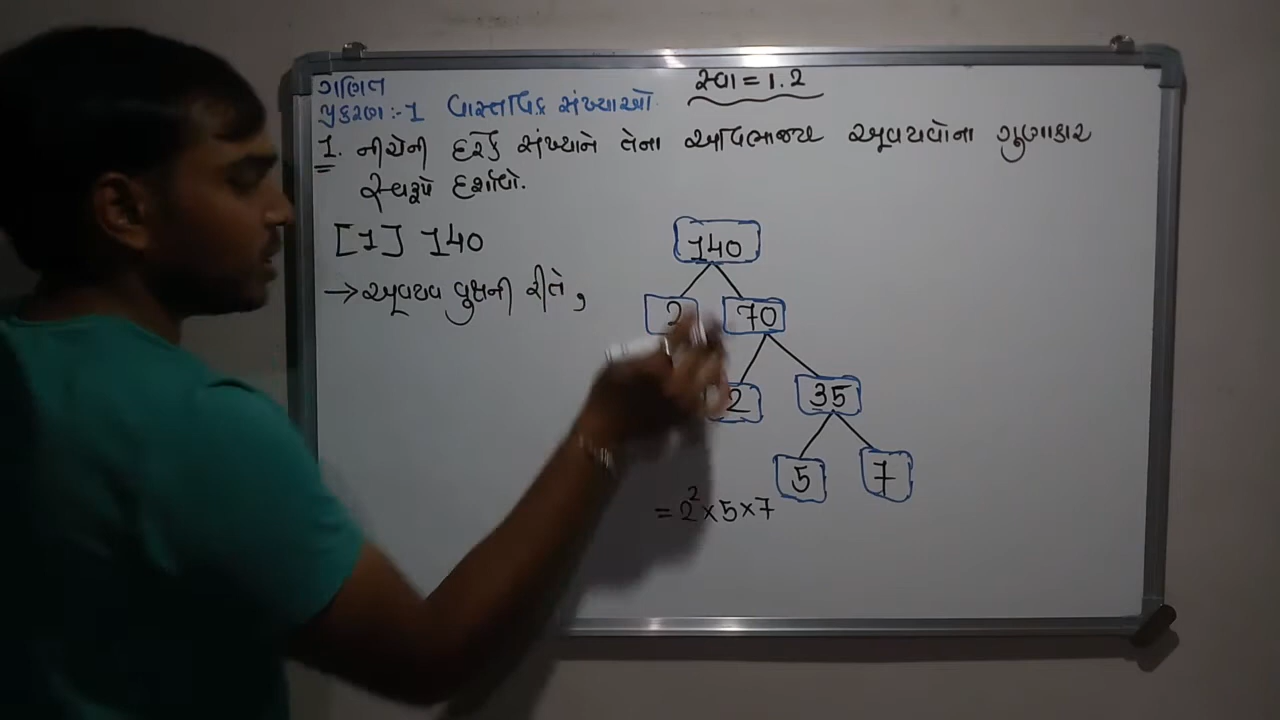 ગણિત
પ્રકરણ:-1 વાસ્તવિક સંખ્યાઓ
સ્વા = 1.2
1. નીચેની દરેક સંખ્યાને તેના અવિભાજ્ય અવયવોના ગુણાકાર
સ્વરૂપે દર્શાવો.
[1] 140
→ અવયવ વૃક્ષની રીતે,
140
2 70
2 35
5 7
= 2² × 5 × 7